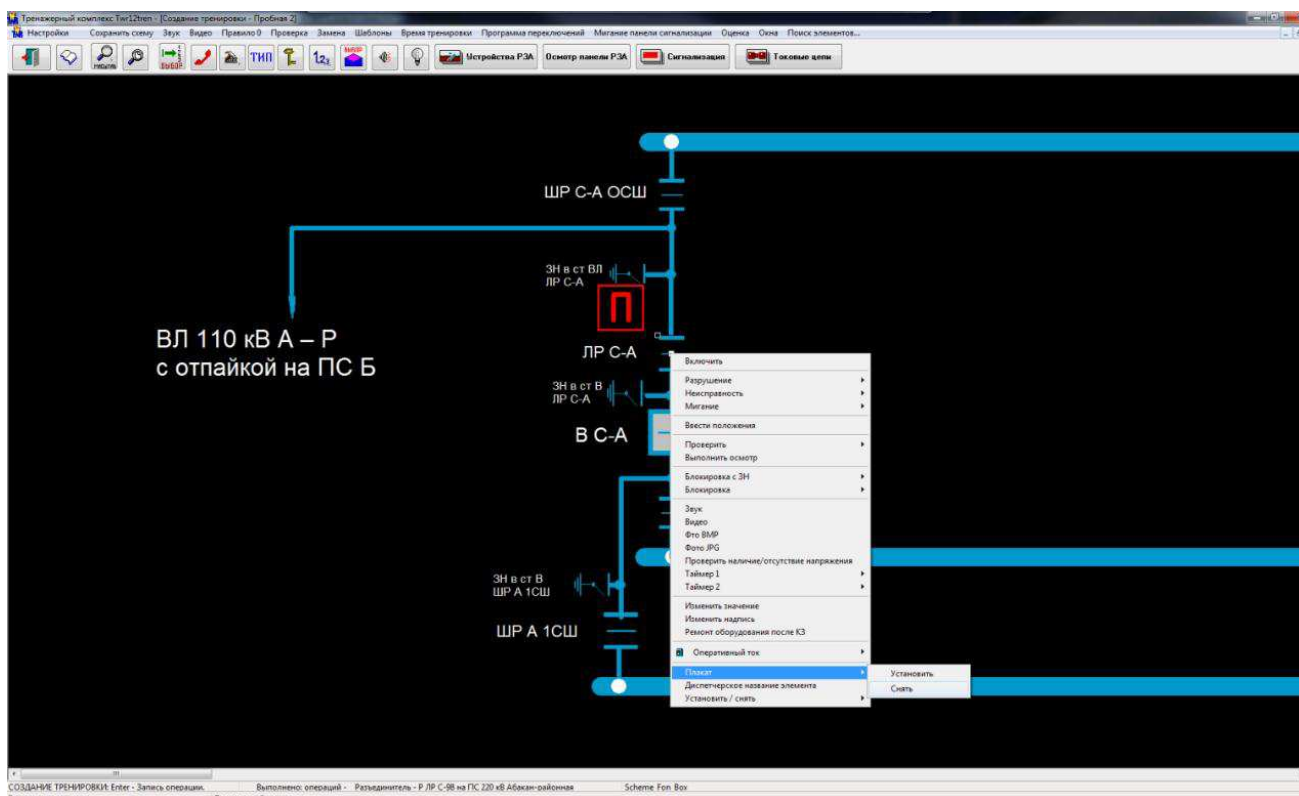 Тренажерный комплекс Twr12tren - [Создание тренировки - Пробная 2]
Настройки Сохранить схему Звук Видео Правило 0 Проверка Замена Шаблоны Время тренировки Программа переключений Мигание панели сигнализации Оценка Окна Поиск элементов...
ВЫБОР ТИП 12₃ Устройства РЗА Осмотр панели РЗА Сигнализация Токовые цепи
ШР С-А ОСШ
ЗН в ст ВЛ
ЛР С-А
П
ВЛ 110 кВ А – Р
с отпайкой на ПС Б
ЛР С-А
ЗН в ст В
ЛР С-А
В С-А
ЗН в ст В
ШР А 1СШ
ШР А 1СШ
Включить
Разрушение
Неисправность
Мигание
Ввести положения
Проверить
Выполнить осмотр
Блокировка с ЗН
Блокировка
Звук
Видео
Фто BMP
Фото JPG
Проверить наличие/отсутствие напряжения
Таймер 1
Таймер 2
Изменить значение
Изменить надпись
Ремонт оборудования после КЗ
Оперативный ток
Плакат
Диспетчерское название элемента
Установить / снять
Установить
Снять
СОЗДАНИЕ ТРЕНИРОВКИ: Enter - Запись операции. Выполнено: операций - Разъединитель - Р ЛР С-98 на ПС 220 кВ Абакан-районная Scheme Fon Box